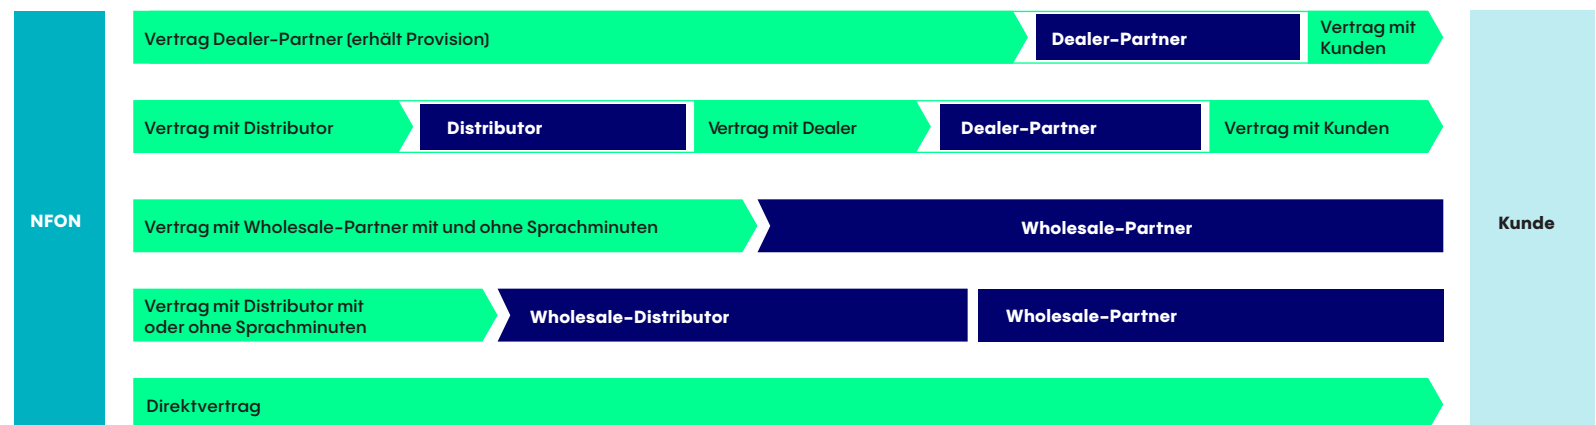 NFON
Vertrag Dealer-Partner (erhält Provision)
Dealer-Partner
Vertrag mit
Kunden
Vertrag mit Distributor
Distributor
Vertrag mit Dealer
Dealer-Partner
Vertrag mit Kunden
Vertrag mit Wholesale-Partner mit und ohne Sprachminuten
Wholesale-Partner
Vertrag mit Distributor mit
oder ohne Sprachminuten
Wholesale-Distributor
Wholesale-Partner
Direktvertrag
Kunde